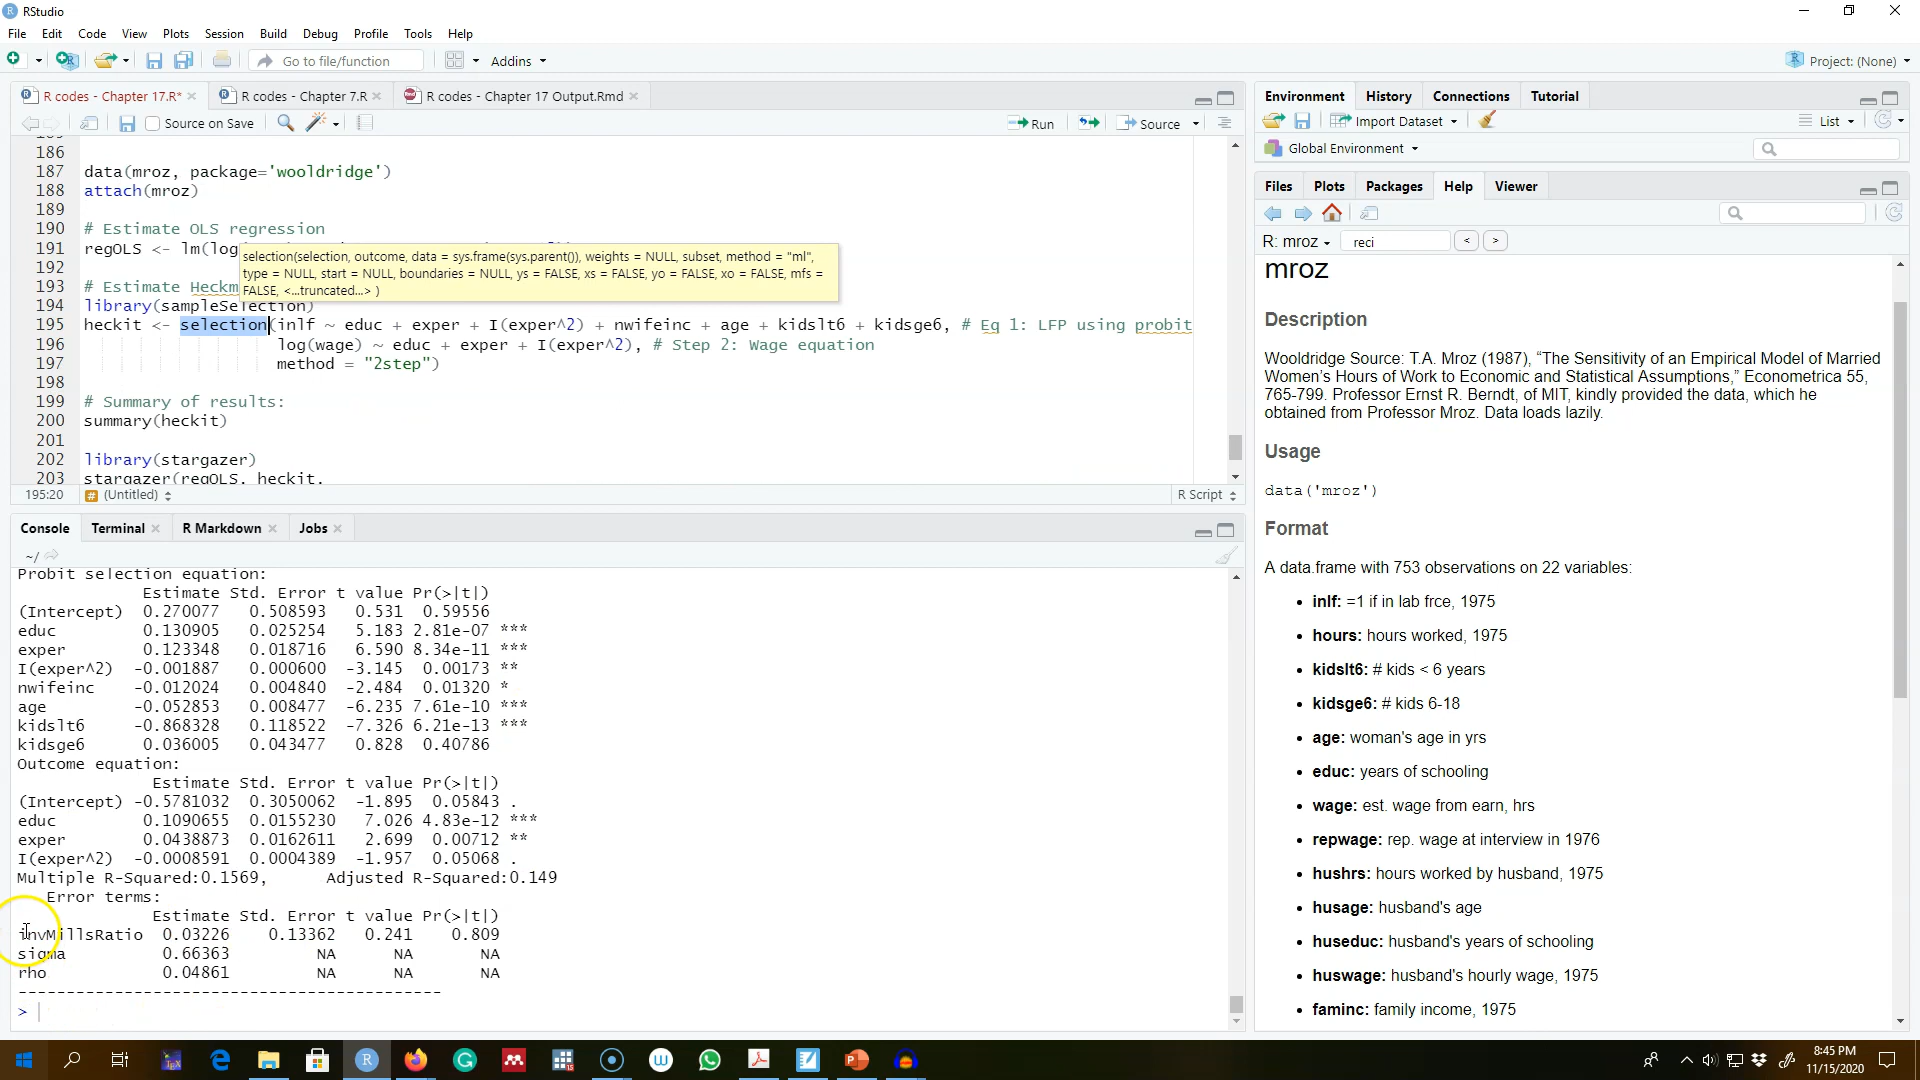 RStudio
File Edit Code View Plots Session Build Debug Profile Tools Help
Go to file/function Addins Project: (None)
R codes - Chapter 17.R* R codes - Chapter 7.R R codes - Chapter 17 Output.Rmd
Source on Save Run Source
186
187 data(mroz, package='wooldridge')
188 attach(mroz)
189
190 # Estimate OLS regression
191 regOLS <- lm(log
selection(selection, outcome, data = sys.frame(sys.parent()), weights = NULL, subset, method = "ml",
type = NULL, start = NULL, boundaries = NULL, ys = FALSE, xs = FALSE, yo = FALSE, xo = FALSE, mfs =
FALSE, <...truncated...> )
192
193 # Estimate Heckm
194 library(sampleSelection)
195 heckit <- selection(inlf ~ educ + exper + I(exper^2) + nwifeinc + age + kidslt6 + kidsge6, # Eq 1: LFP using probit
196 log(wage) ~ educ + exper + I(exper^2), # Step 2: Wage equation
197 method = "2step")
198
199 # Summary of results:
200 summary(heckit)
201
202 library(stargazer)
203 stargazer(regOLS, heckit,
195:20 (Untitled) R Script
Console Terminal R Markdown Jobs
~/
Probit selection equation:
Estimate Std. Error t value Pr(>|t|)
(Intercept) 0.270077 0.508593 0.531 0.59556
educ 0.130905 0.025254 5.183 2.81e-07 ***
exper 0.123348 0.018716 6.590 8.34e-11 ***
I(exper^2) -0.001887 0.000600 -3.145 0.00173 **
nwifeinc -0.012024 0.004840 -2.484 0.01320 *
age -0.052853 0.008477 -6.235 7.61e-10 ***
kidslt6 -0.868328 0.118522 -7.326 6.21e-13 ***
kidsge6 0.036005 0.043477 0.828 0.40786
Outcome equation:
Estimate Std. Error t value Pr(>|t|)
(Intercept) -0.5781032 0.3050062 -1.895 0.05843 .
educ 0.1090655 0.0155230 7.026 4.83e-12 ***
exper 0.0438873 0.0162611 2.699 0.00712 **
I(exper^2) -0.0008591 0.0004389 -1.957 0.05068 .
Multiple R-Squared:0.1569, Adjusted R-Squared:0.149
Error terms:
Estimate Std. Error t value Pr(>|t|)
invMillsRatio 0.03226 0.13362 0.241 0.809
sigma 0.66363 NA NA NA
rho 0.04861 NA NA NA
--------------------------------------------
>
Environment History Connections Tutorial
Import Dataset List
Global Environment
Files Plots Packages Help Viewer
R: mroz reci < >
mroz
Description
Wooldridge Source: T.A. Mroz (1987), “The Sensitivity of an Empirical Model of Married
Women’s Hours of Work to Economic and Statistical Assumptions,” Econometrica 55,
765-799. Professor Ernst R. Berndt, of MIT, kindly provided the data, which he
obtained from Professor Mroz. Data loads lazily.
Usage
data('mroz')
Format
A data.frame with 753 observations on 22 variables:
• inlf: =1 if in lab frce, 1975
• hours: hours worked, 1975
• kidslt6: # kids < 6 years
• kidsge6: # kids 6-18
• age: woman's age in yrs
• educ: years of schooling
• wage: est. wage from earn, hrs
• repwage: rep. wage at interview in 1976
• hushrs: hours worked by husband, 1975
• husage: husband's age
• huseduc: husband's years of schooling
• huswage: husband's hourly wage, 1975
• faminc: family income, 1975
8:45 PM
11/15/2020